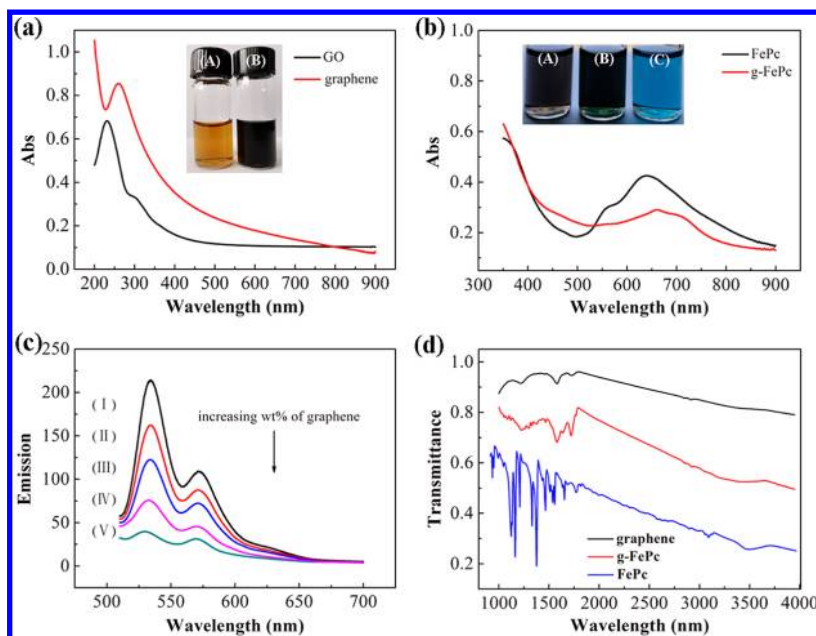 (a)
(A) (B)
GO
graphene
Abs
1.0
0.8
0.6
0.4
0.2
0.0
200 300 400 500 600 700 800 900
Wavelength (nm)
(b)
(A) (B) (C)
FePc
g-FePc
Abs
1.0
0.8
0.6
0.4
0.2
300 400 500 600 700 800 900
Wavelength (nm)
(c)
250
200
150
100
50
0
Emission
( I )
( II )
(III)
(IV)
( V )
increasing wt% of graphene
500 550 600 650 700
Wavelength (nm)
(d)
1.0
0.8
0.6
0.4
0.2
Transmittance
graphene
g-FePc
FePc
1000 1500 2000 2500 3000 3500 4000
Wavelength (nm)